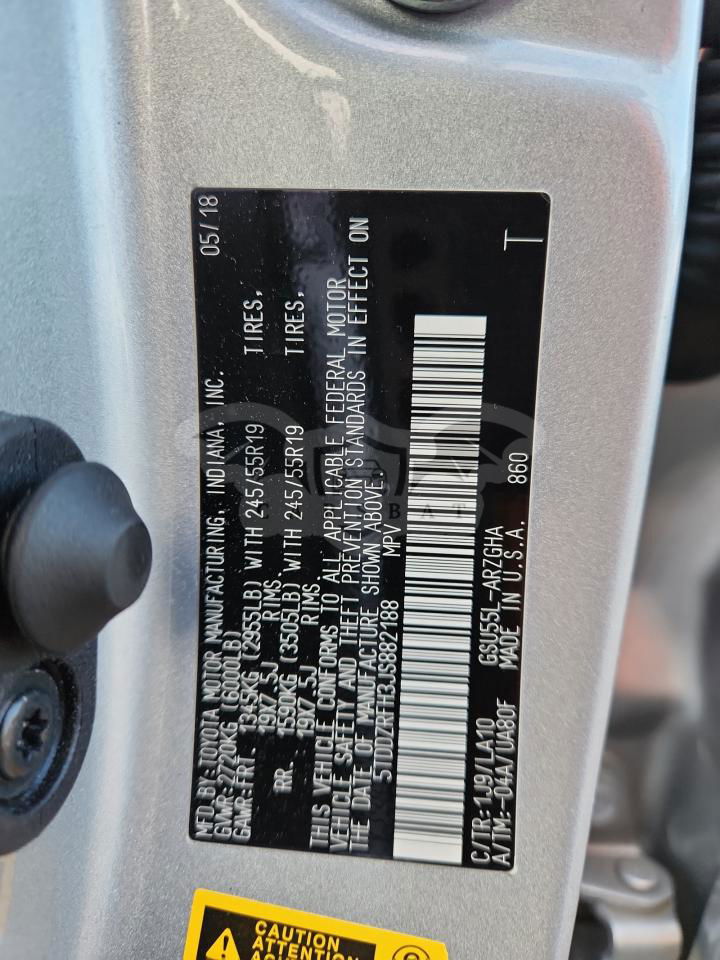 MFD.BY:TOYOTA MOTOR MANUFACTURING, INDIANA, INC. 05/18
GVWR:2720KG (6000LB)
GAWR:FRT. 1345KG (2955LB) WITH 245/55R19 TIRES,
19X7.5J RIMS.
RR. 1590KG (3505LB) WITH 245/55R19 TIRES,
19X7.5J RIMS.
THIS VEHICLE CONFORMS TO ALL APPLICABLE FEDERAL MOTOR
VEHICLE SAFETY AND THEFT PREVENTION STANDARDS IN EFFECT ON
THE DATE OF MANUFACTURE SHOWN ABOVE.
5TDDZRFH3JS882188 MPV
C/TR:1J9/LA10 GSU55L-ARZGHA 860 T
A/TM:-04A/UA80F MADE IN U.S.A.
CAUTION
ATTENTION